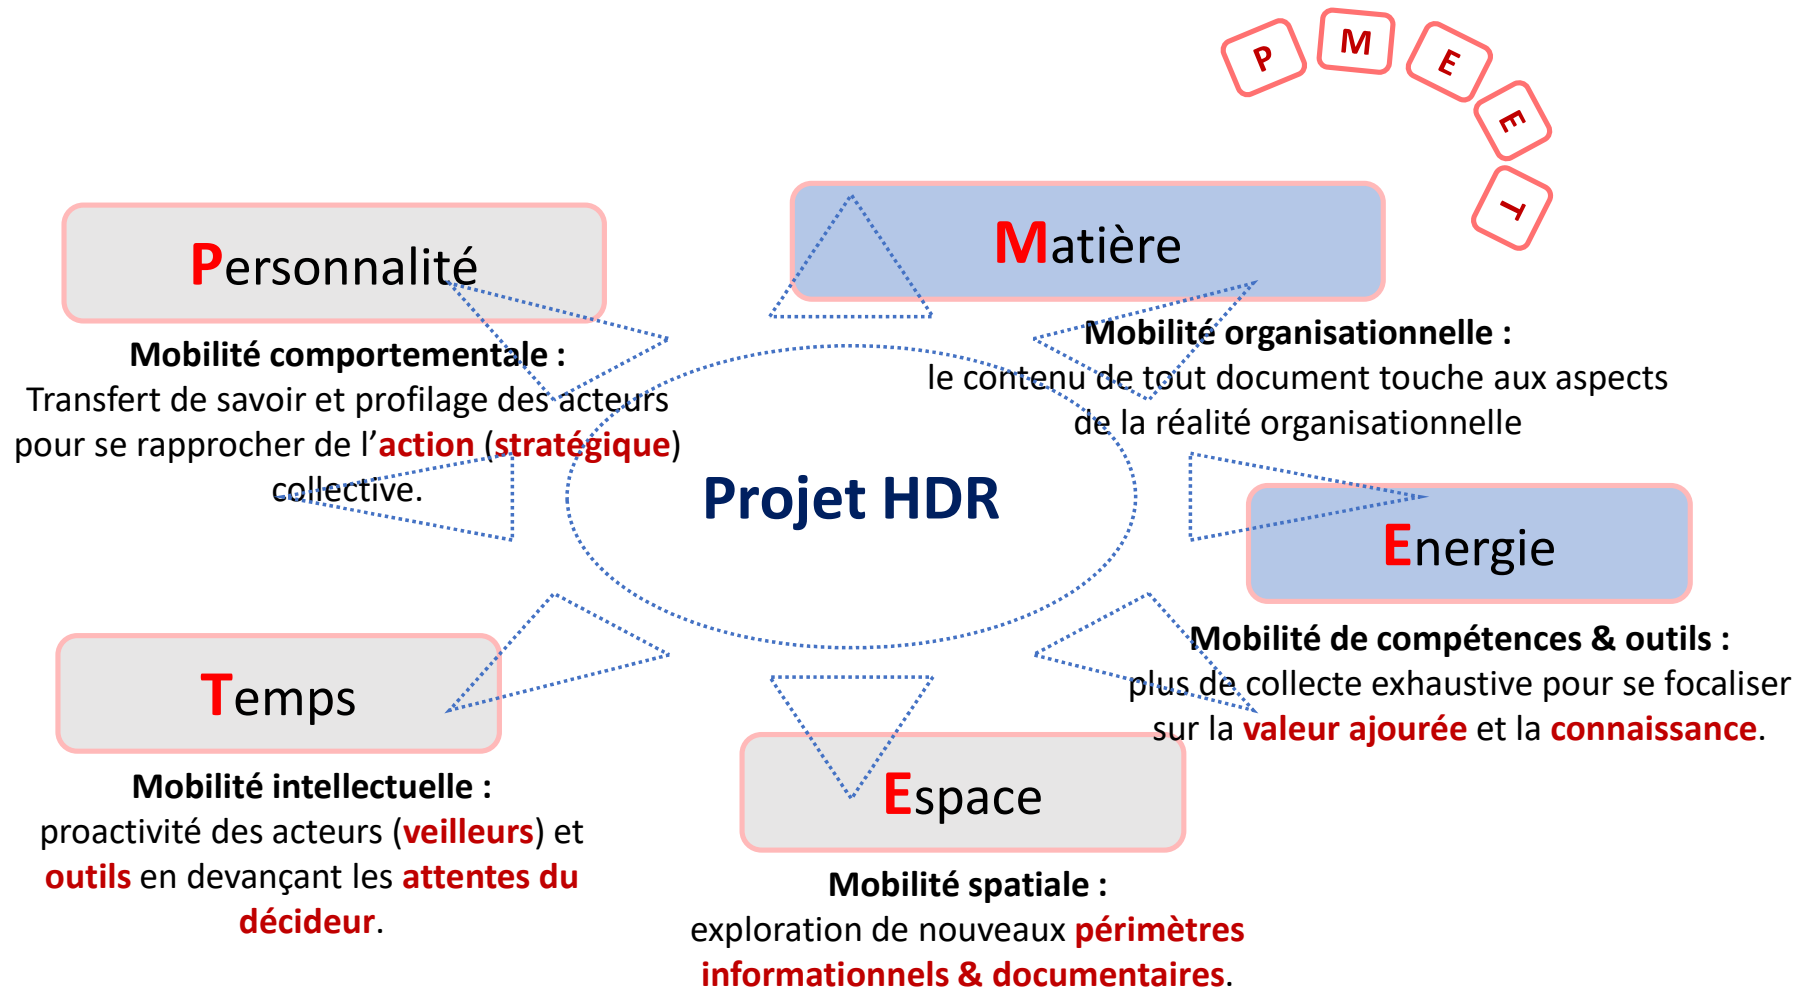 P
M
E
E
T
Personnalité
Mobilité comportementale :
Transfert de savoir et profilage des acteurs
pour se rapprocher de l’action (stratégique)
collective.
Matière
Mobilité organisationnelle :
le contenu de tout document touche aux aspects
de la réalité organisationnelle
Projet HDR
Energie
Mobilité de compétences & outils :
plus de collecte exhaustive pour se focaliser
sur la valeur ajourée et la connaissance.
Temps
Mobilité intellectuelle :
proactivité des acteurs (veilleurs) et
outils en devançant les attentes du
décideur.
Espace
Mobilité spatiale :
exploration de nouveaux périmètres
informationnels & documentaires.